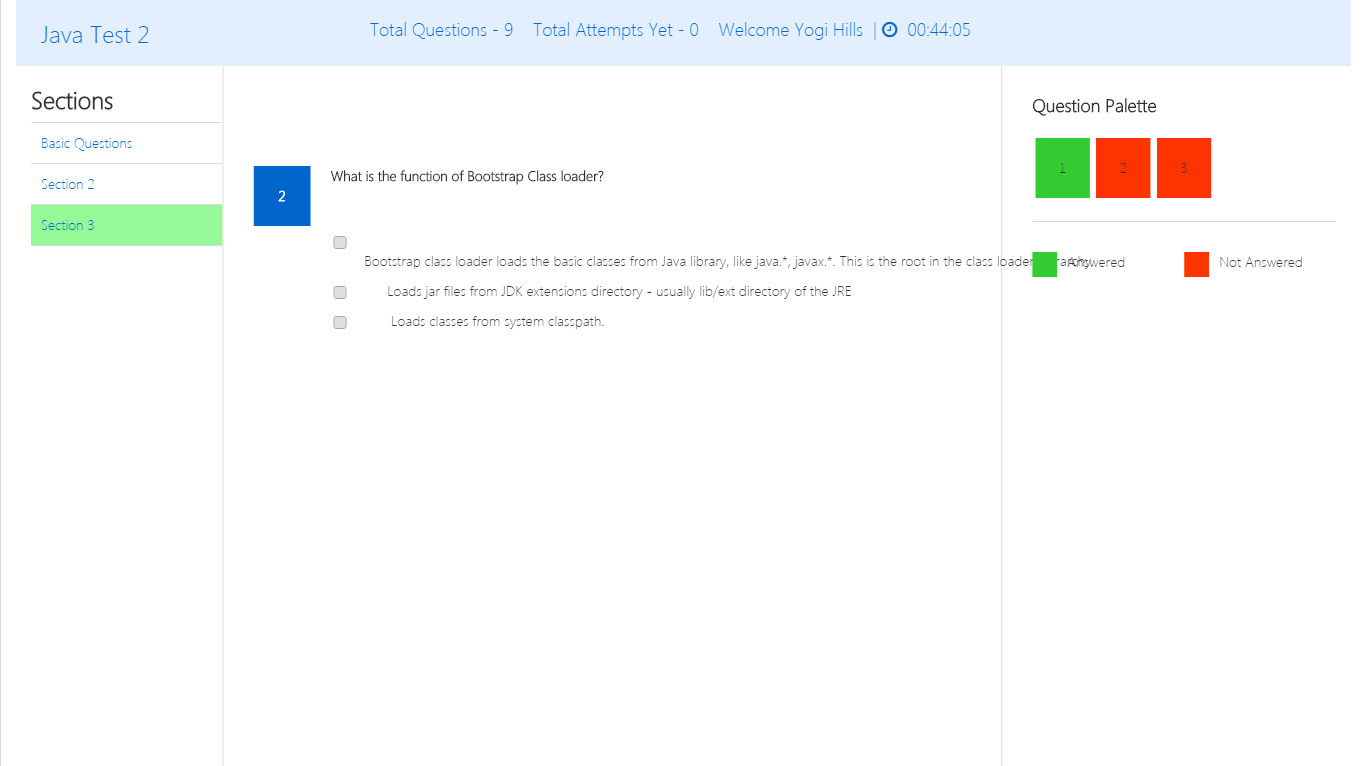 Java Test 2
Total Questions - 9 Total Attempts Yet - 0 Welcome Yogi Hills | 00:44:05
Sections
Basic Questions
Section 2
Section 3
2
What is the function of Bootstrap Class loader?
Bootstrap class loader loads the basic classes from Java library, like java.*, javax.*. This is the root in the class loader
Loads jar files from JDK extensions directory - usually lib/ext directory of the JRE
Loads classes from system classpath.
Question Palette
1 2 3
Answered Not Answered